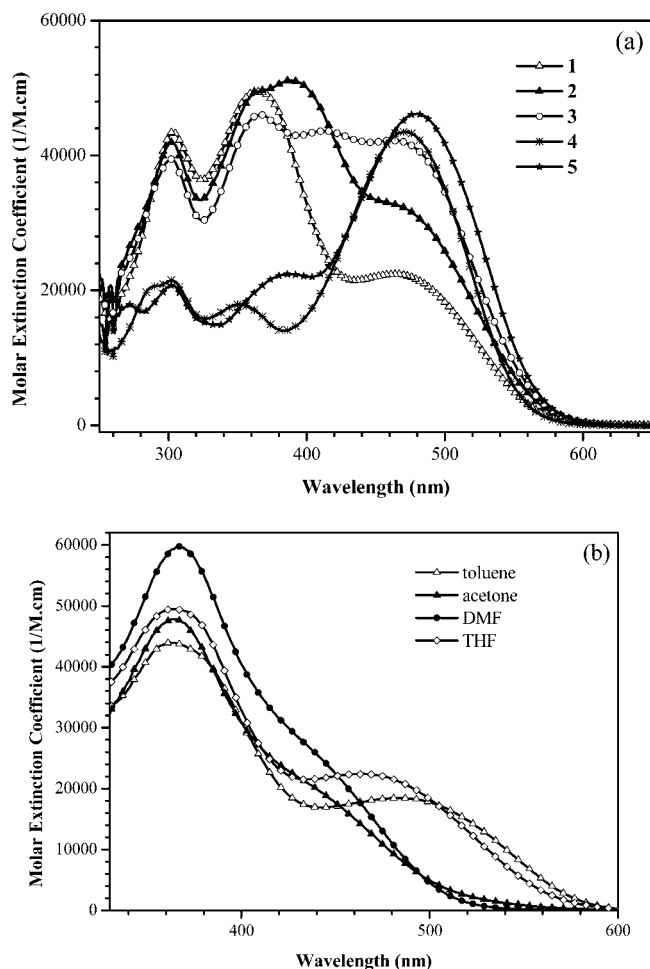 (a)
60000
40000
20000
0
Molar Extinction Coefficient (1/M.cm)
1
2
3
4
5
300
400
500
600
Wavelength (nm)
(b)
60000
50000
40000
30000
20000
10000
0
Molar Extinction Coefficient (1/M.cm)
toluene
acetone
DMF
THF
400
500
600
Wavelength (nm)